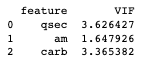 feature VIF
0 qsec 3.626427
1 am 1.647926
2 carb 3.365382